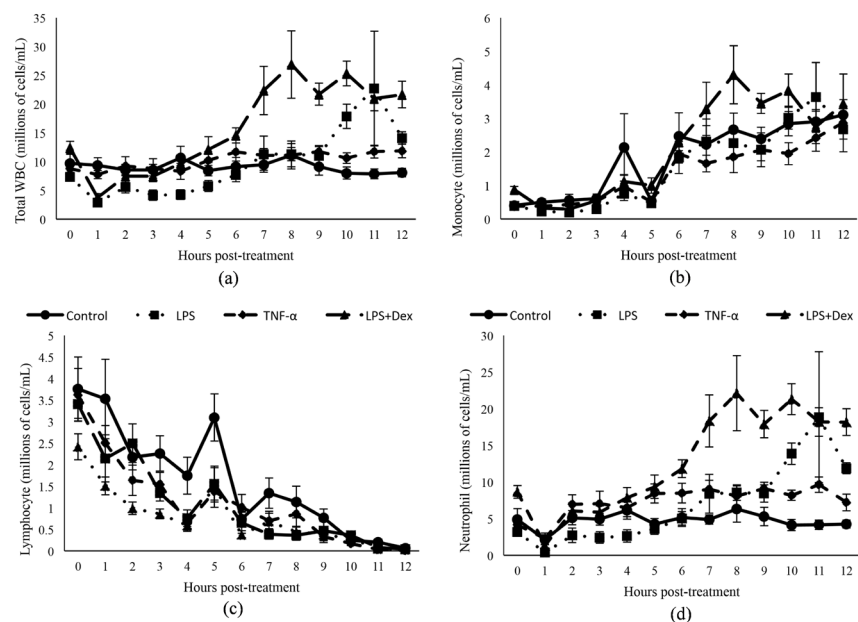 Total WBC (millions of cells/mL)
35
30
25
20
15
10
5
0
0 1 2 3 4 5 6 7 8 9 10 11 12
Hours post-treatment
(a)
Monocyte (millions of cells/mL)
6
5
4
3
2
1
0
0 1 2 3 4 5 6 7 8 9 10 11 12
Hours post-treatment
(b)
Control LPS TNF-α LPS+Dex
Control LPS TNF-α LPS+Dex
Lymphocyte (millions of cells/mL)
5
4.5
4
3.5
3
2.5
2
1.5
1
0.5
0
0 1 2 3 4 5 6 7 8 9 10 11 12
Hours post-treatment
(c)
Neutrophil (millions of cells/mL)
30
25
20
15
10
5
0
0 1 2 3 4 5 6 7 8 9 10 11 12
Hours post-treatment
(d)